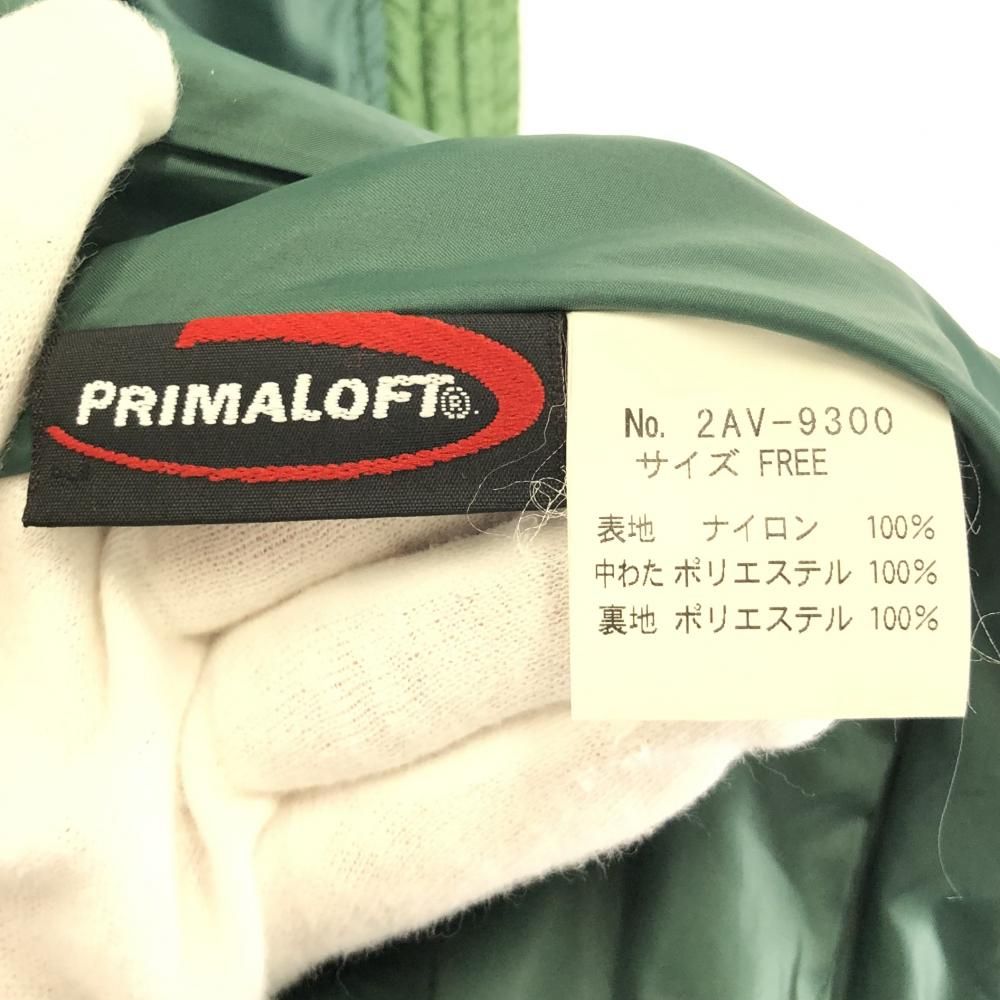 PRIMALOFT®.
No. 2AV-9300
サイズ FREE
表地 ナイロン 100%
中わた ポリエステル 100%
裏地 ポリエステル 100%